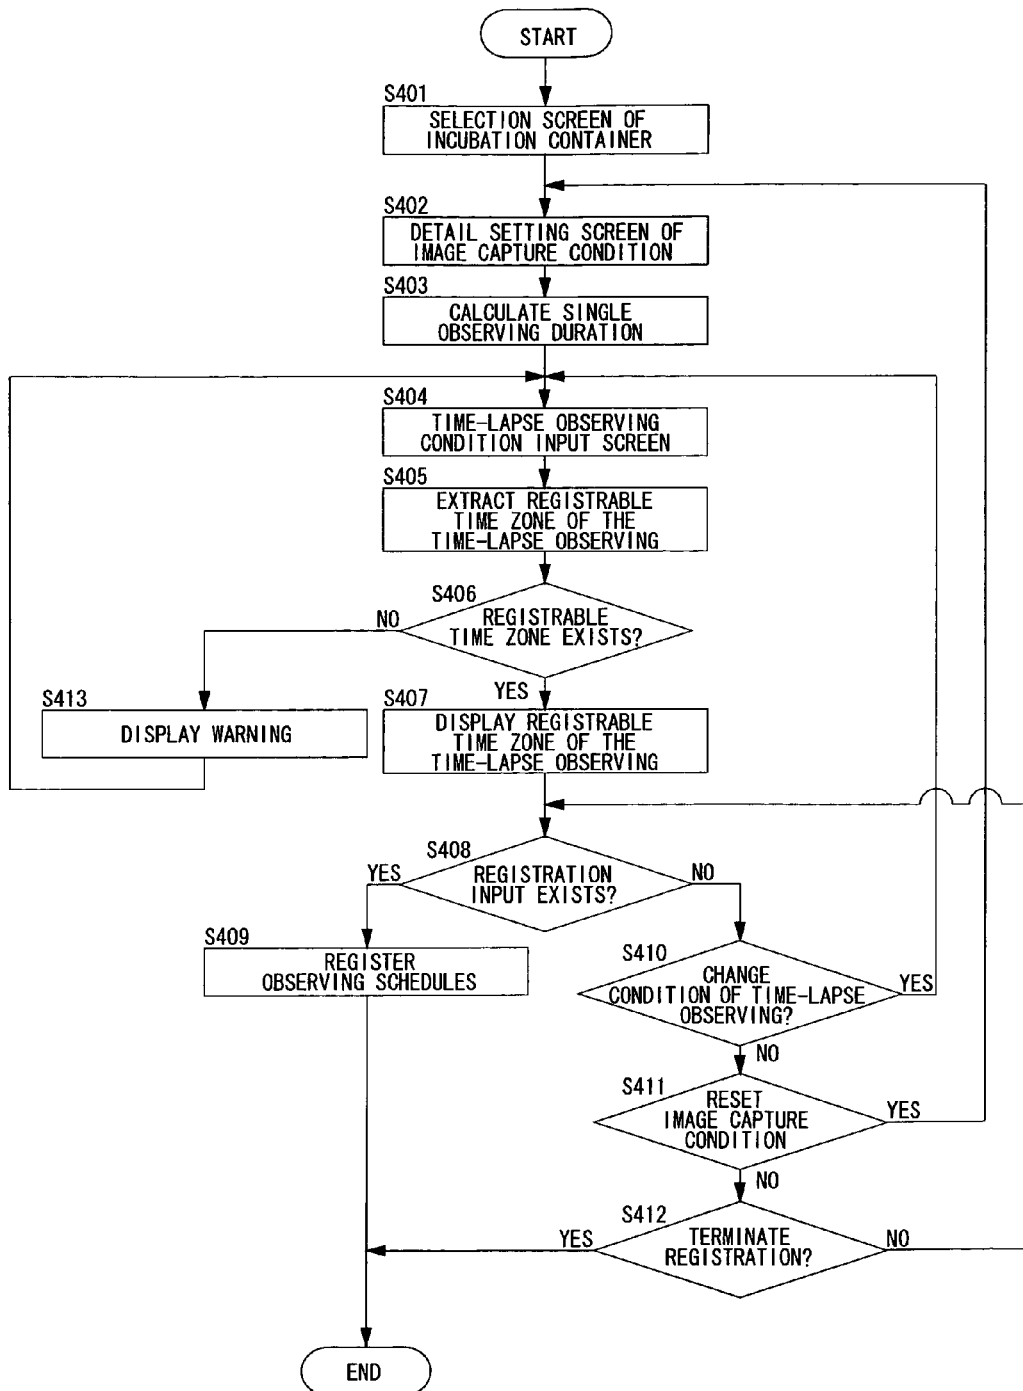 START
S401
SELECTION SCREEN OF
INCUBATION CONTAINER
S402
DETAIL SETTING SCREEN OF
IMAGE CAPTURE CONDITION
S403
CALCULATE SINGLE
OBSERVING DURATION
S404
TIME-LAPSE OBSERVING
CONDITION INPUT SCREEN
S405
EXTRACT REGISTRABLE
TIME ZONE OF THE
TIME-LAPSE OBSERVING
S406
NO
REGISTRABLE
TIME ZONE EXISTS?
YES
S413
DISPLAY WARNING
S407
DISPLAY REGISTRABLE
TIME ZONE OF THE
TIME-LAPSE OBSERVING
S408
YES
REGISTRATION
INPUT EXISTS?
NO
S409
REGISTER
OBSERVING SCHEDULES
S410
CHANGE
CONDITION OF TIME-LAPSE
OBSERVING?
YES
NO
S411
RESET
IMAGE CAPTURE
CONDITION
YES
NO
S412
YES
TERMINATE
REGISTRATION?
NO
END